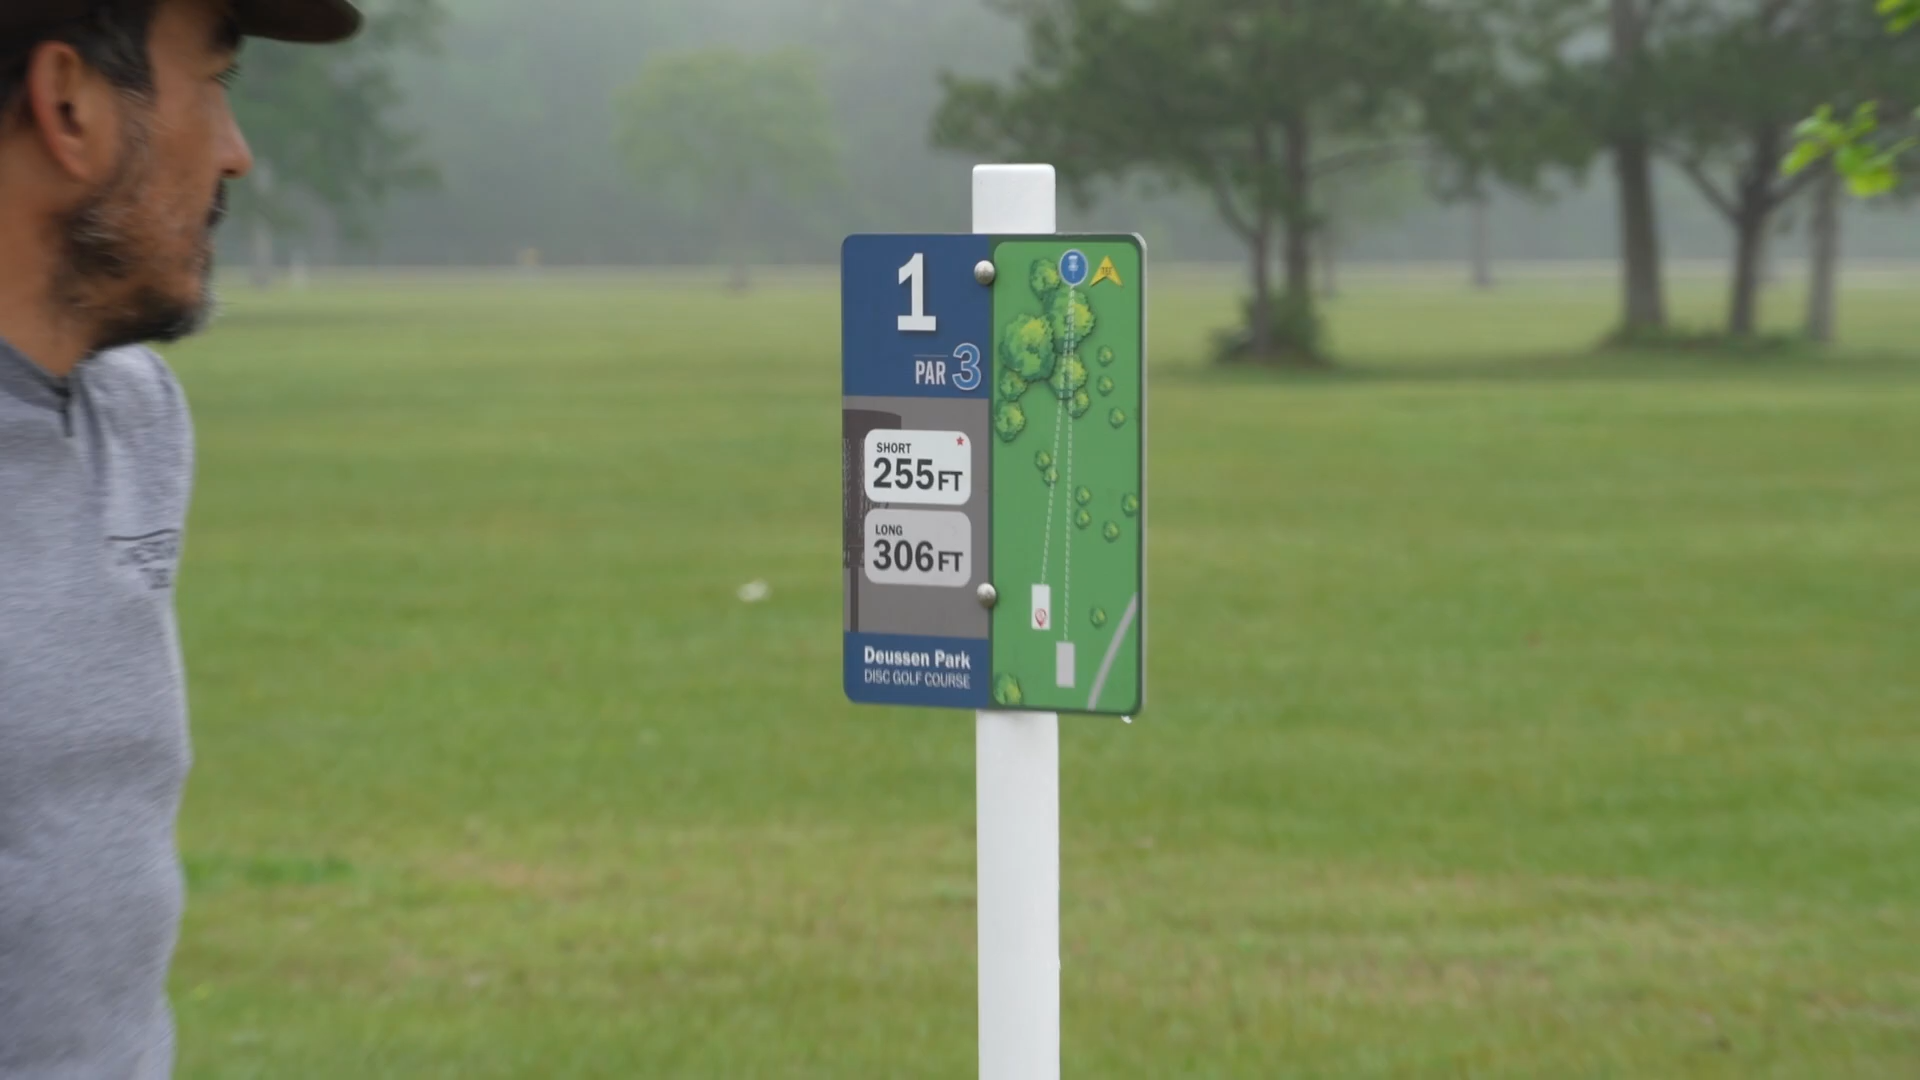 1
PAR 3
SHORT
255FT
LONG
306FT
Deussen Park
DISC GOLF COURSE